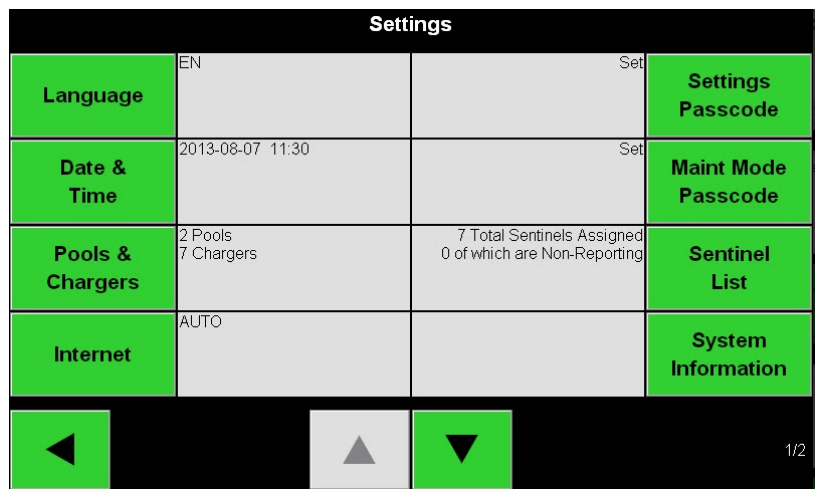 Settings
Language
EN
Set
Settings
Passcode
Date &
Time
2013-08-07 11:30
Set
Maint Mode
Passcode
Pools &
Chargers
2 Pools
7 Chargers
7 Total Sentinels Assigned
0 of which are Non-Reporting
Sentinel
List
Internet
AUTO
System
Information
1/2